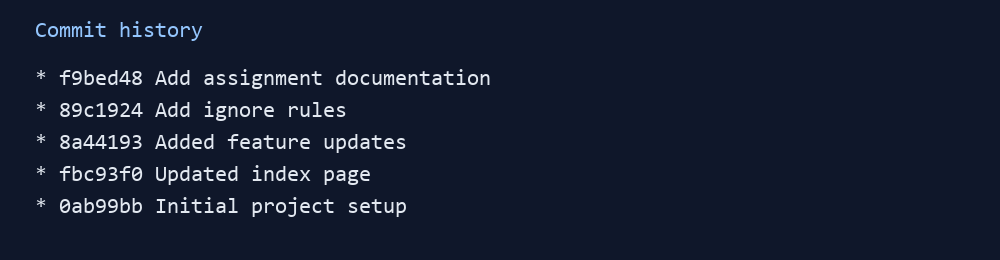 Commit history
* f9bed48 Add assignment documentation
* 89c1924 Add ignore rules
* 8a44193 Added feature updates
* fbc93f0 Updated index page
* 0ab99bb Initial project setup